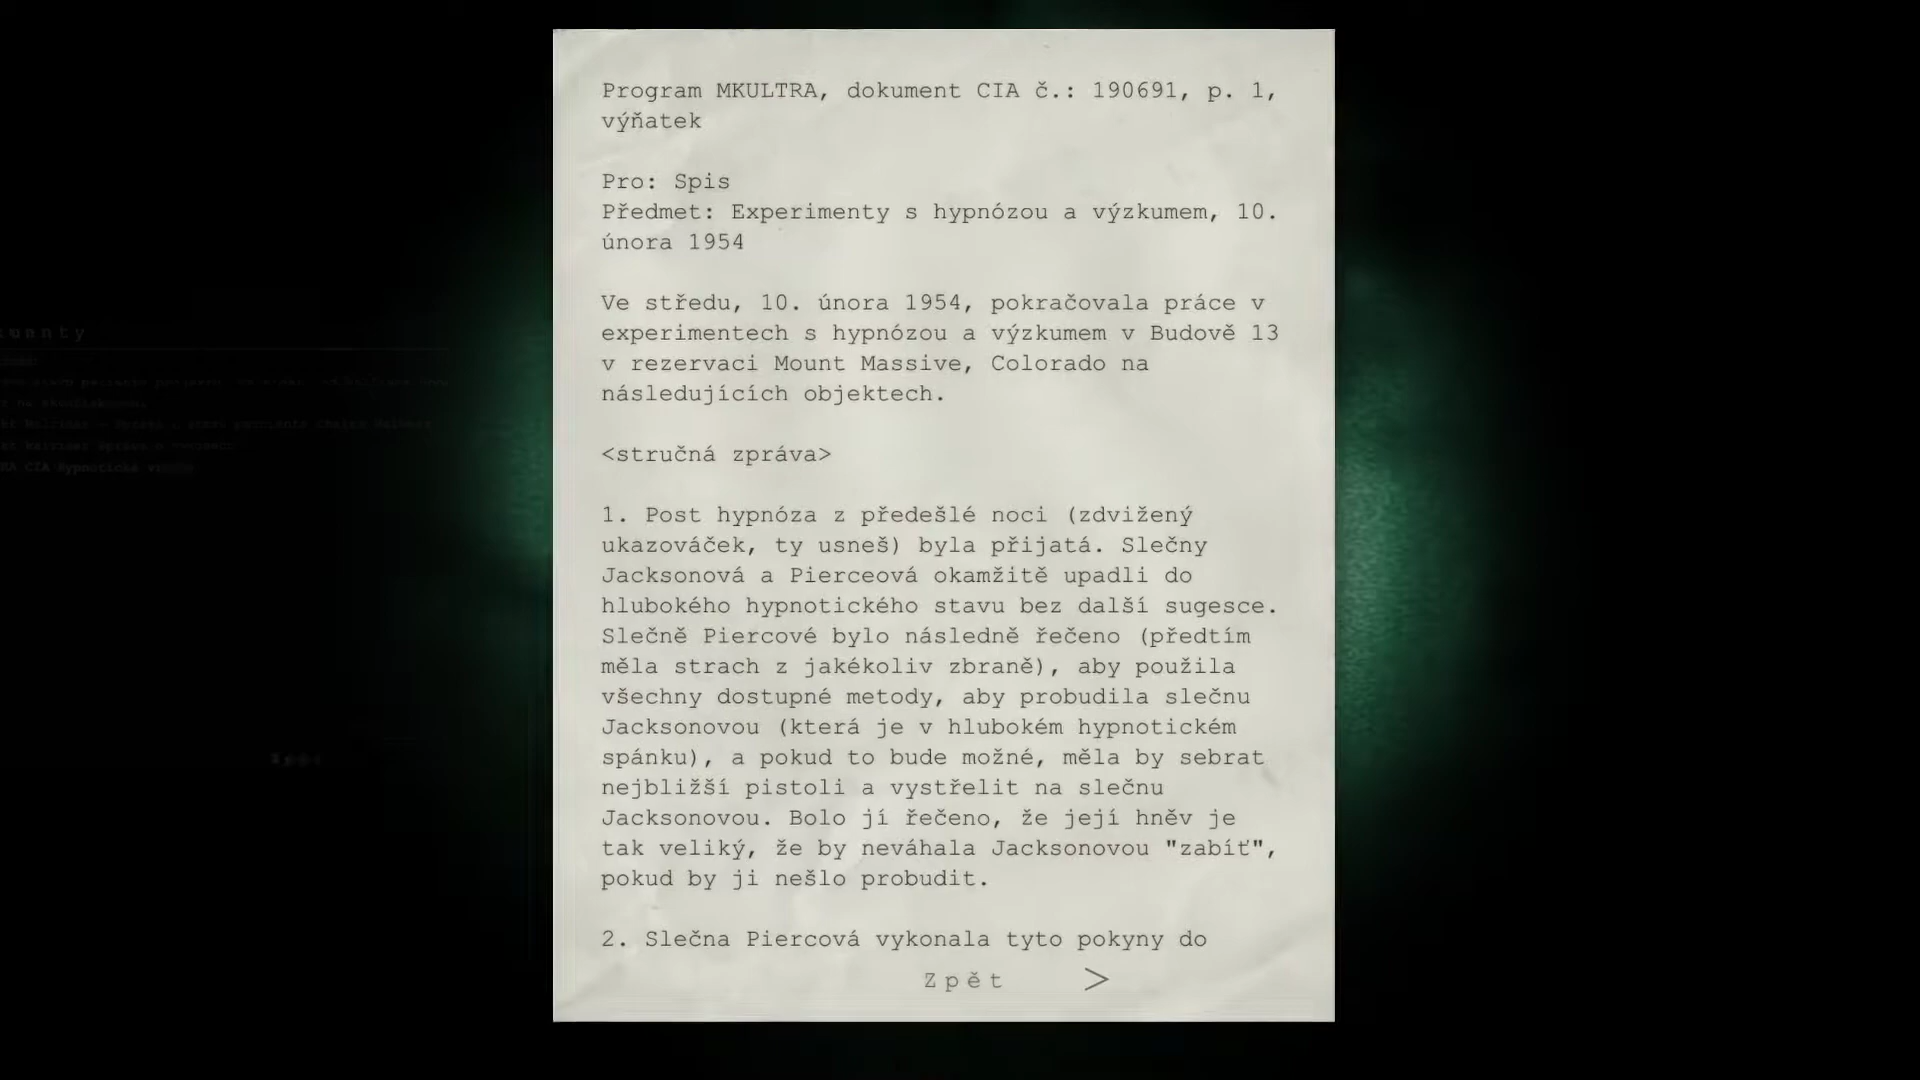 Program MKULTRA, dokument CIA č.: 190691, p. 1,
výňatek
Pro: Spis
Předmet: Experimenty s hypnózou a výzkumem, 10.
února 1954
Ve středu, 10. února 1954, pokračovala práce v
experimentech s hypnózou a výzkumem v Budově 13
v rezervaci Mount Massive, Colorado na
následujících objektech.
<stručná zpráva>
1. Post hypnóza z předešlé noci (zdvižený
ukazováček, ty usneš) byla přijatá. Slečny
Jacksonová a Pierceová okamžitě upadli do
hlubokého hypnotického stavu bez další sugesce.
Slečně Piercové bylo následně řečeno (předtím
měla strach z jakékoliv zbraně), aby použila
všechny dostupné metody, aby probudila slečnu
Jacksonovou (která je v hlubokém hypnotickém
spánku), a pokud to bude možné, měla by sebrat
nejbližší pistoli a vystřelit na slečnu
Jacksonovou. Bolo jí řečeno, že její hněv je
tak veliký, že by neváhala Jacksonovou "zabíť",
pokud by ji nešlo probudit.
2. Slečna Piercová vykonala tyto pokyny do
Zpět >